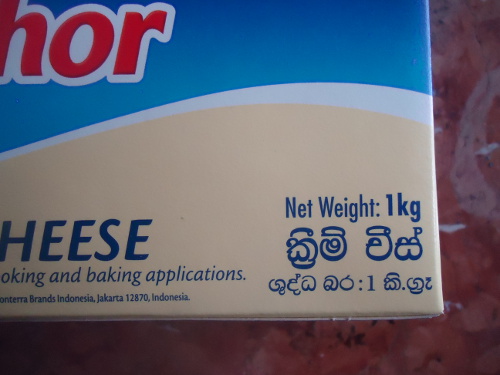 hor
Net Weight: 1kg
HEESE
ක්‍රීම් චීස්
oking and baking applications.
ශුද්ධ බර : 1 කි.ග්‍රෑ
onterra Brands Indonesia, Jakarta 12870, Indonesia.